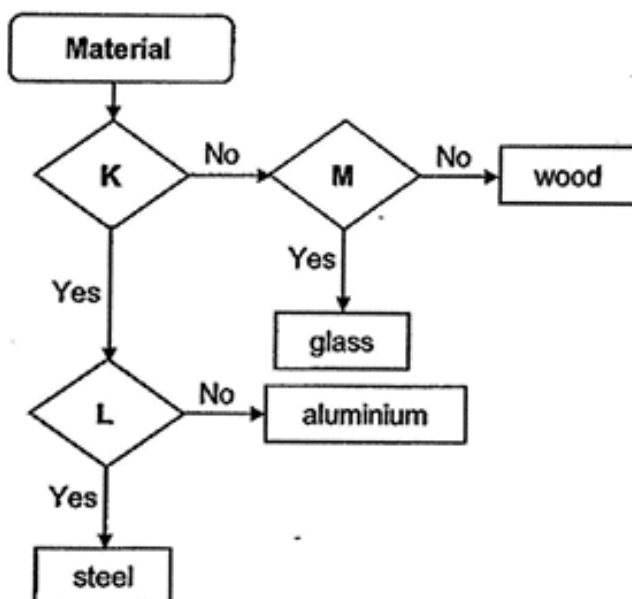 Material
K
No
M
No
wood
Yes
Yes
glass
L
No
aluminium
Yes
steel